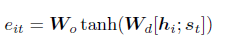 e_{it} = W_o tanh(W_d[h_i; s_t])